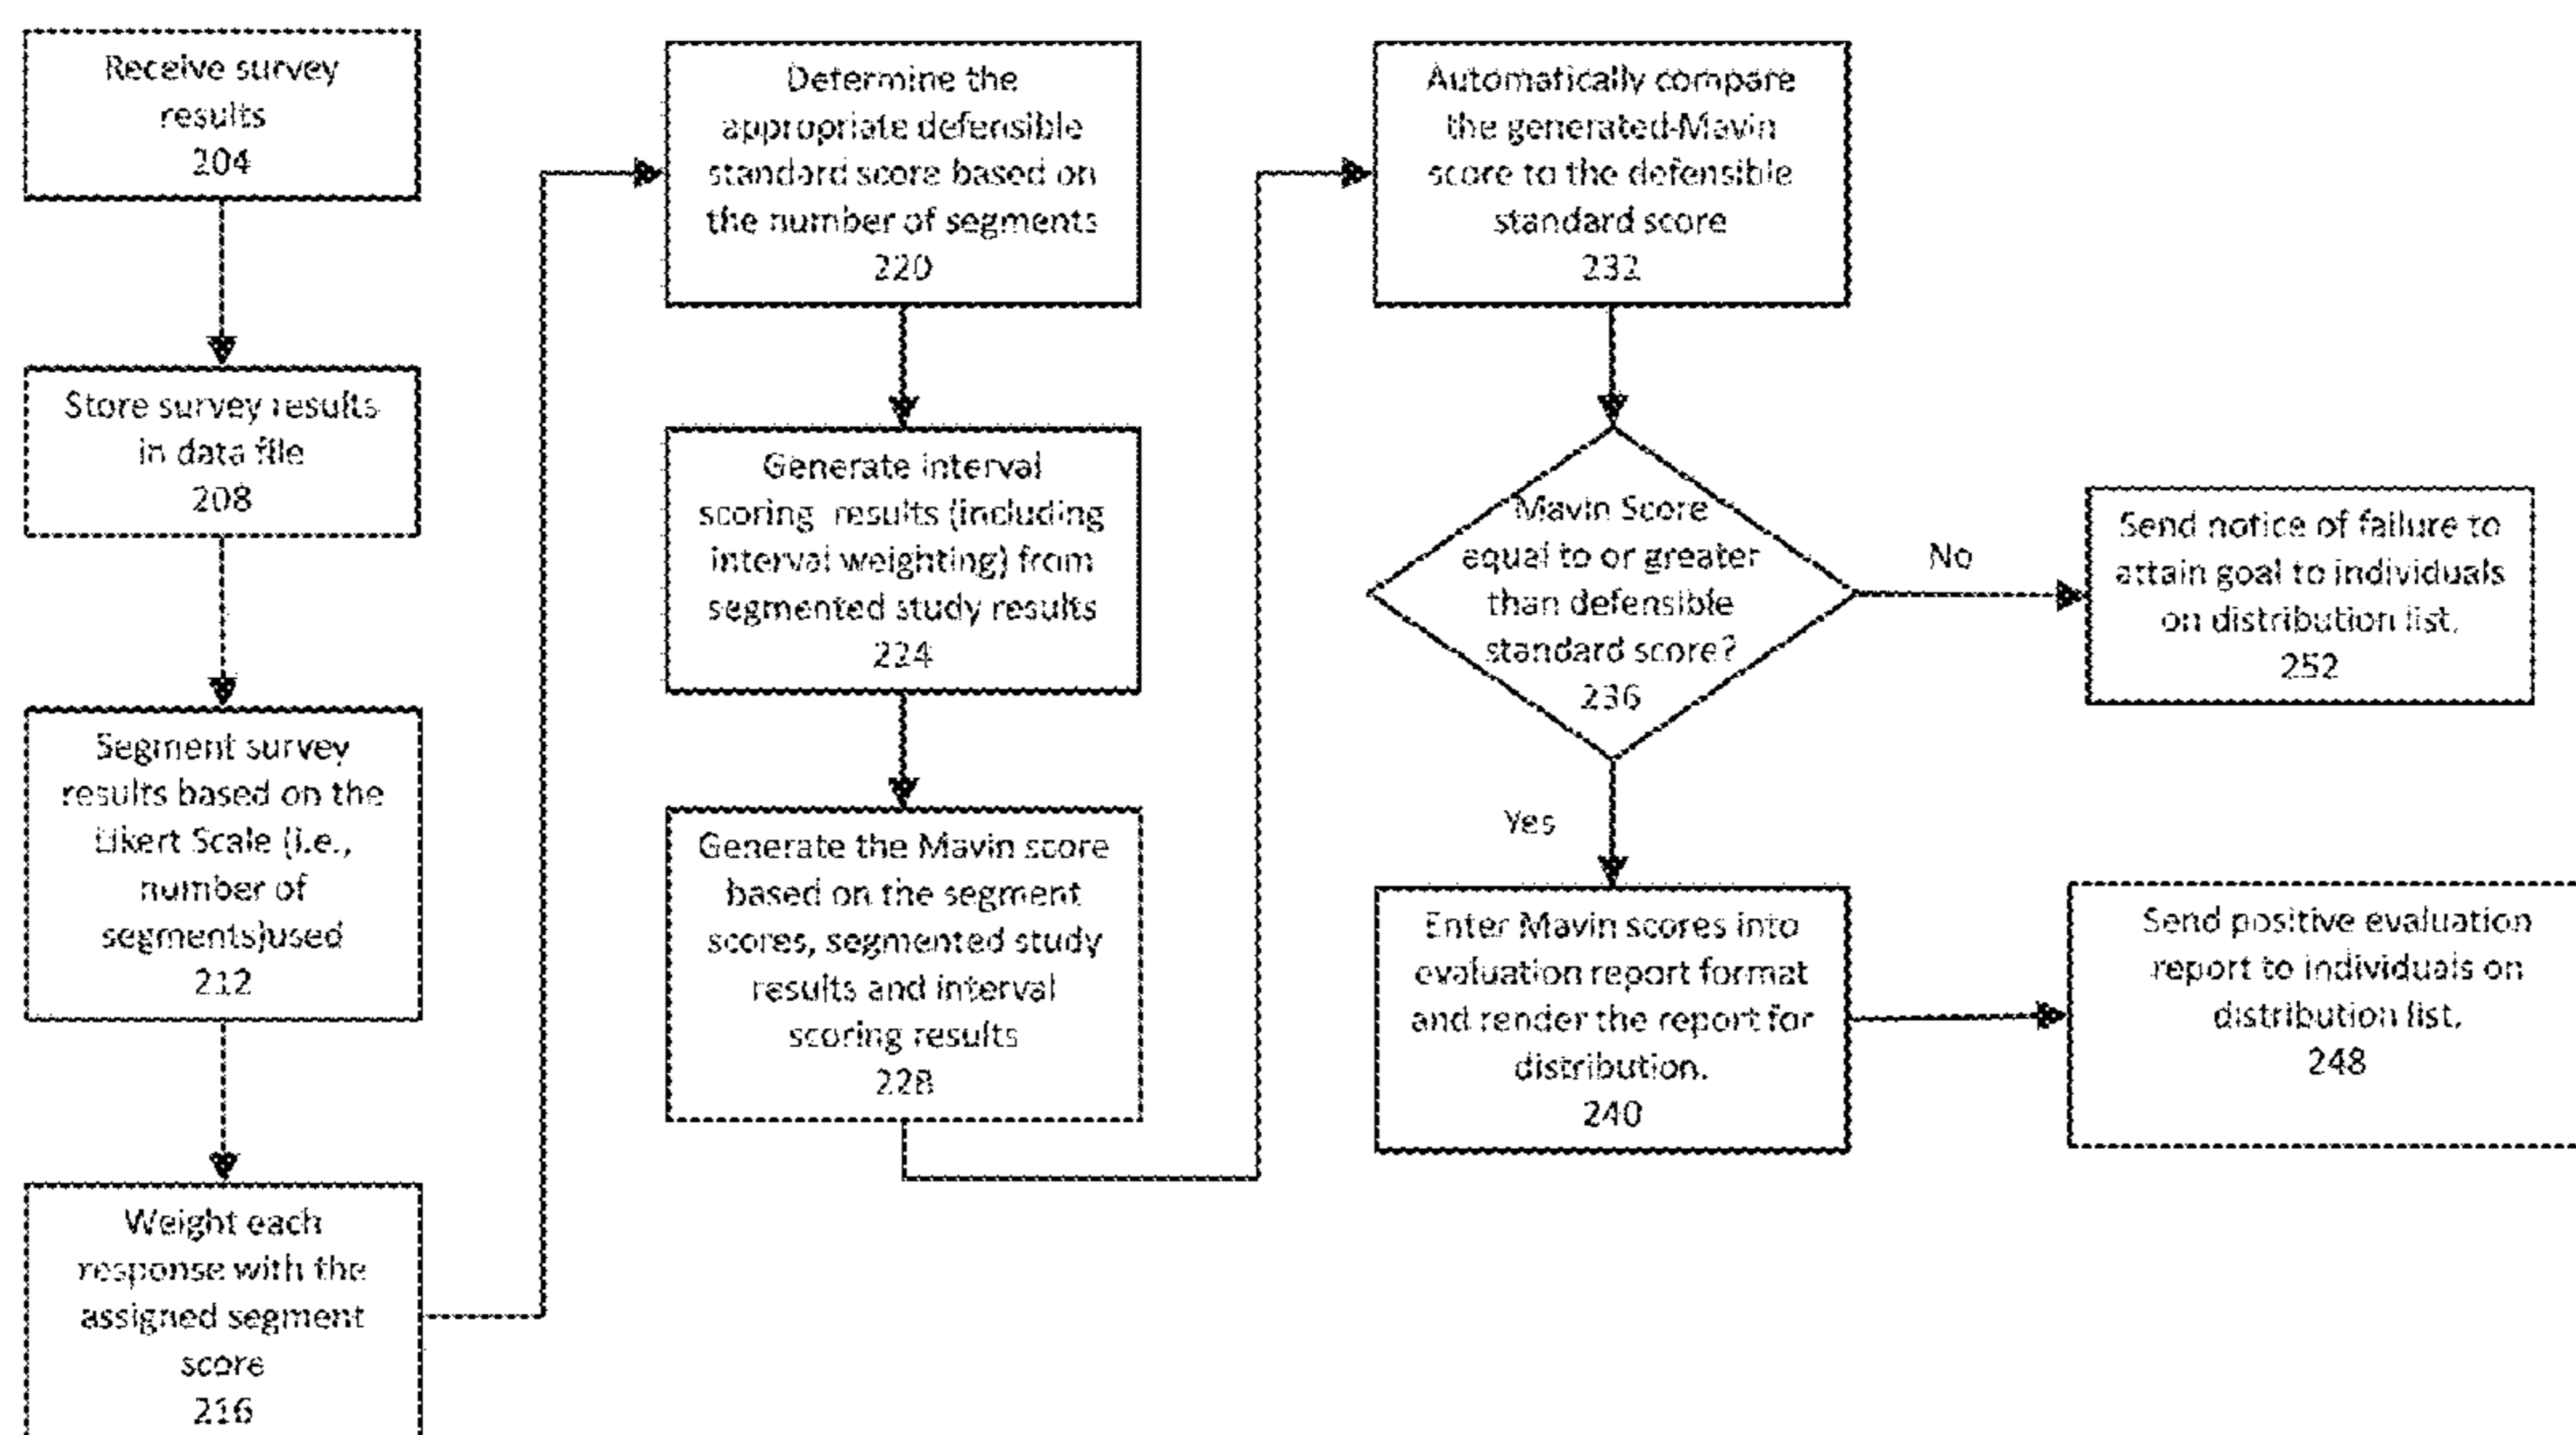 Receive survey
results
204
Store survey results
in data file
208
Segment survey
results based on the
Likert Scale (i.e.,
number of
segments)used
212
Weight each
response with the
assigned segment
score
216
Determine the
appropriate defensible
standard score based on
the number of segments
220
Generate interval
scoring results (including
interval weighting) from
segmented study results
224
Generate the Mavin score
based on the segment
scores, segmented study
results and interval
scoring results
228
Automatically compare
the generated-Mavin
score to the defensible
standard score
232
Mavin Score
equal to or greater
than defensible
standard score?
236
No
Send notice of failure to
attain goal to individuals
on distribution list.
252
Yes
Enter Mavin scores into
evaluation report format
and render the report for
distribution.
240
Send positive evaluation
report to individuals on
distribution list.
248